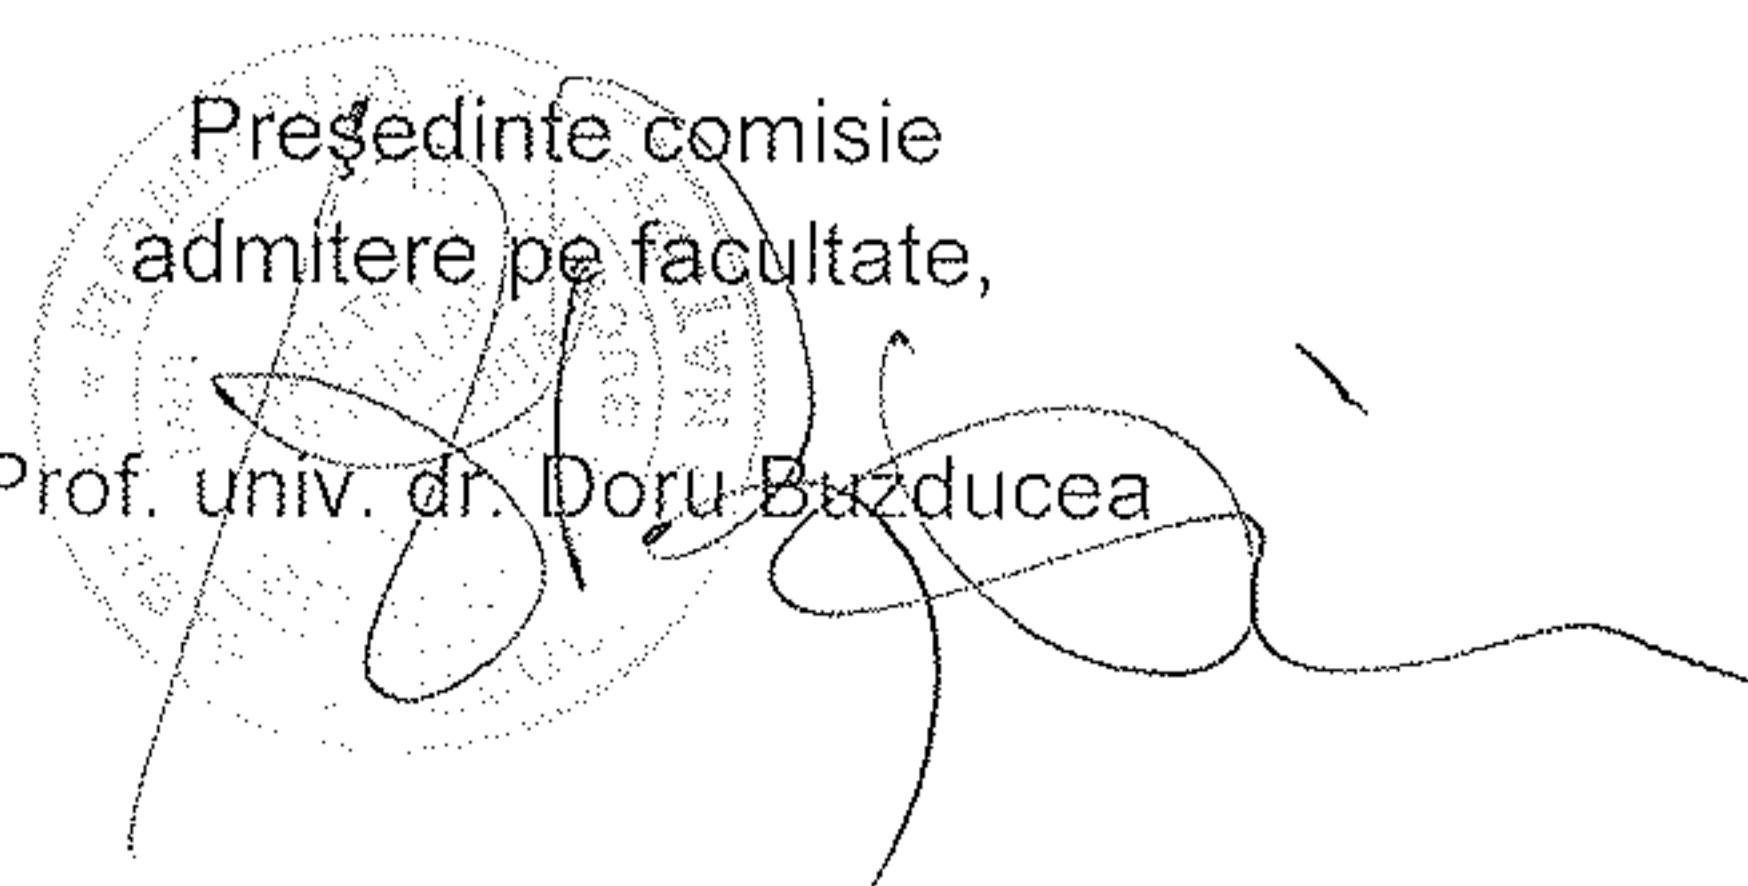 Președinte comisie
admitere pe facultate,
Prof. univ. dr. Doru Buzducea